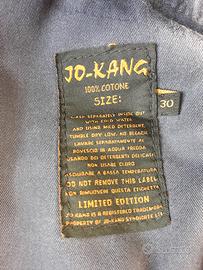 JO-KANG
100% COTONE
SIZE:
30
WASH SEPARATELY INSIDE OUT
WITH COLD WATER
AND USING MILD DETERGENT.
TUMBLE DRY LOW. NO BLEACH
LAVARE SEPARATAMENTE AL
ROVESCIO IN ACQUA FREDDA
USANDO DEI DETERGENTI DELICATI
NON USARE CLORO
ASCIUGARE A BASSA TEMPERATURA
DO NOT REMOVE THIS LABEL
NON RIMUOVERE QUESTA ETICHETTA
LIMITED EDITION
JO-KANG IS A REGISTERED TRADEMARK
PROPERTY OF JO-KANG SYNDICATE LTD